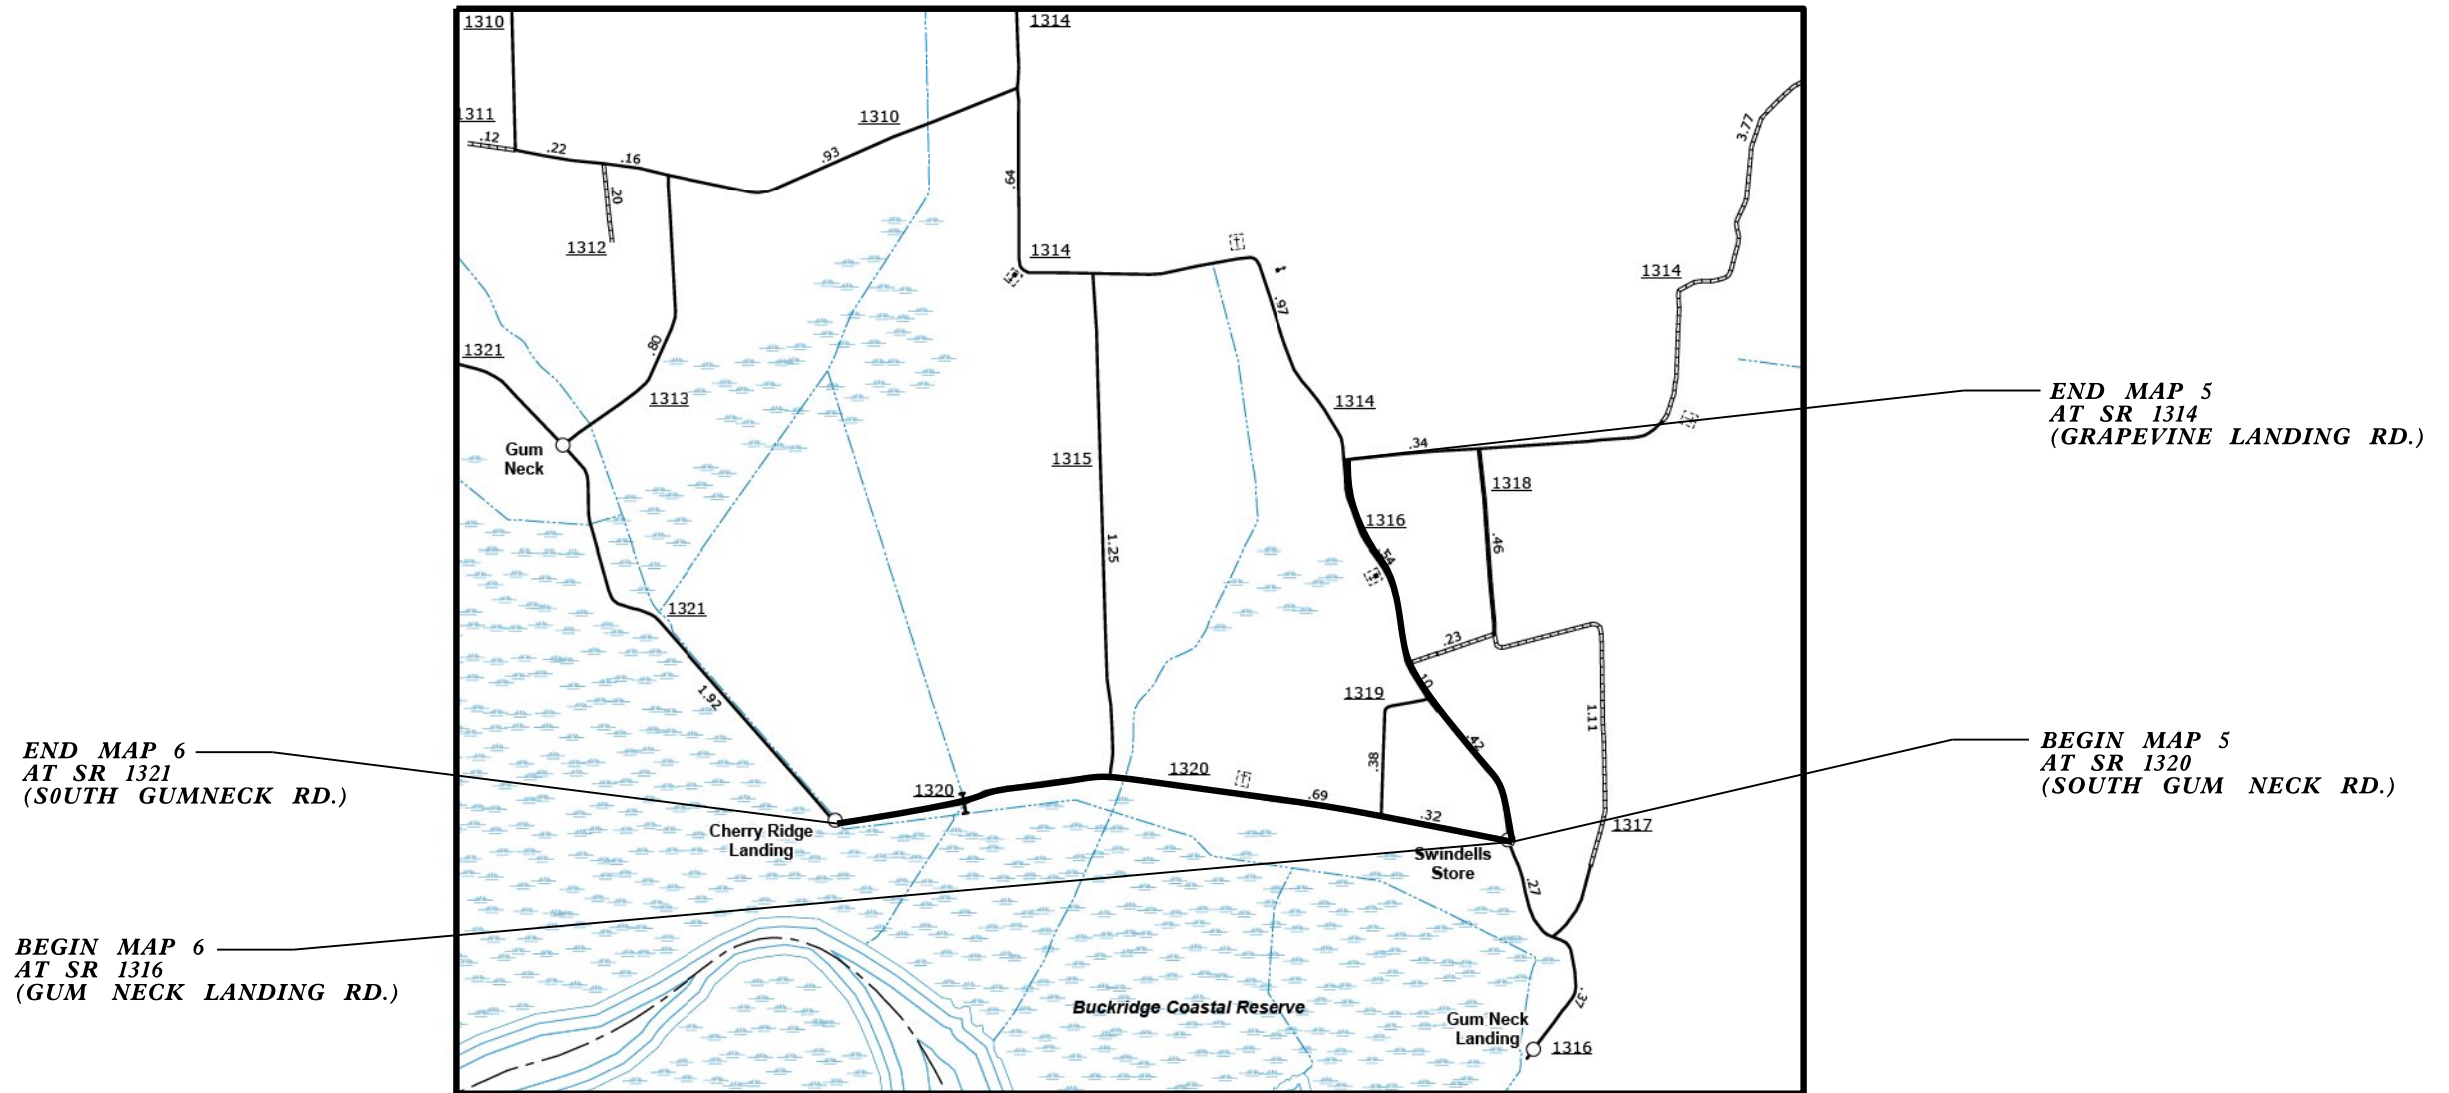 1310
1314
1311
.12
.22
.16
1310
.93
3.77
.20
.64
1312
1314
1314
.97
1321
.80
1313
1314
END MAP 5
AT SR 1314
(GRAPEVINE LANDING RD.)
Gum
Neck
1315
.34
1318
1316
.54
1.25
.46
1321
.23
1.92
1319
.10
1.11
.42
.38
END MAP 6
AT SR 1321
(S0UTH GUMNECK RD.)
1320
1320
.69
.32
BEGIN MAP 5
AT SR 1320
(SOUTH GUM NECK RD.)
Cherry Ridge
Landing
1317
Swindells
Store
.27
BEGIN MAP 6
AT SR 1316
(GUM NECK LANDING RD.)
Buckridge Coastal Reserve
.37
Gum Neck
Landing
1316